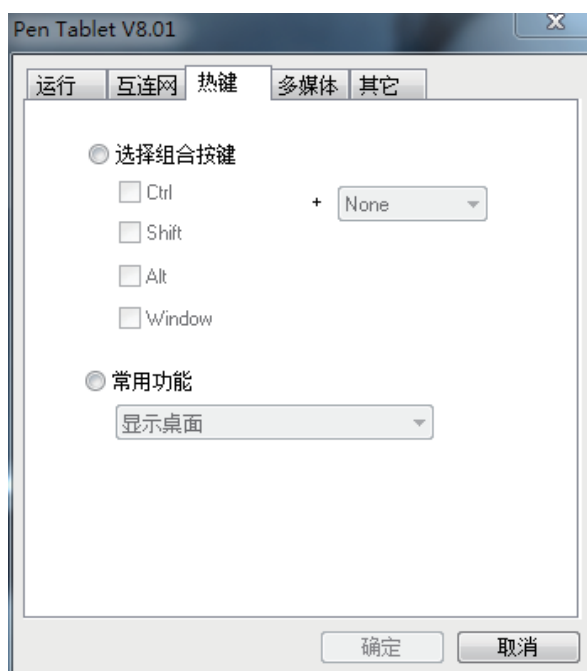 Pen Tablet V8.01
运行 互连网 热键 多媒体 其它
选择组合按键
Ctrl + None
Shift
Alt
Window
常用功能
显示桌面
确定 取消